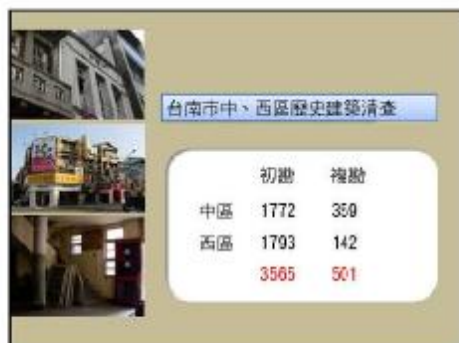 台南市中、西區歷史建築清查
初勘 複勘
中區 1772 359
西區 1793 142
3565 501